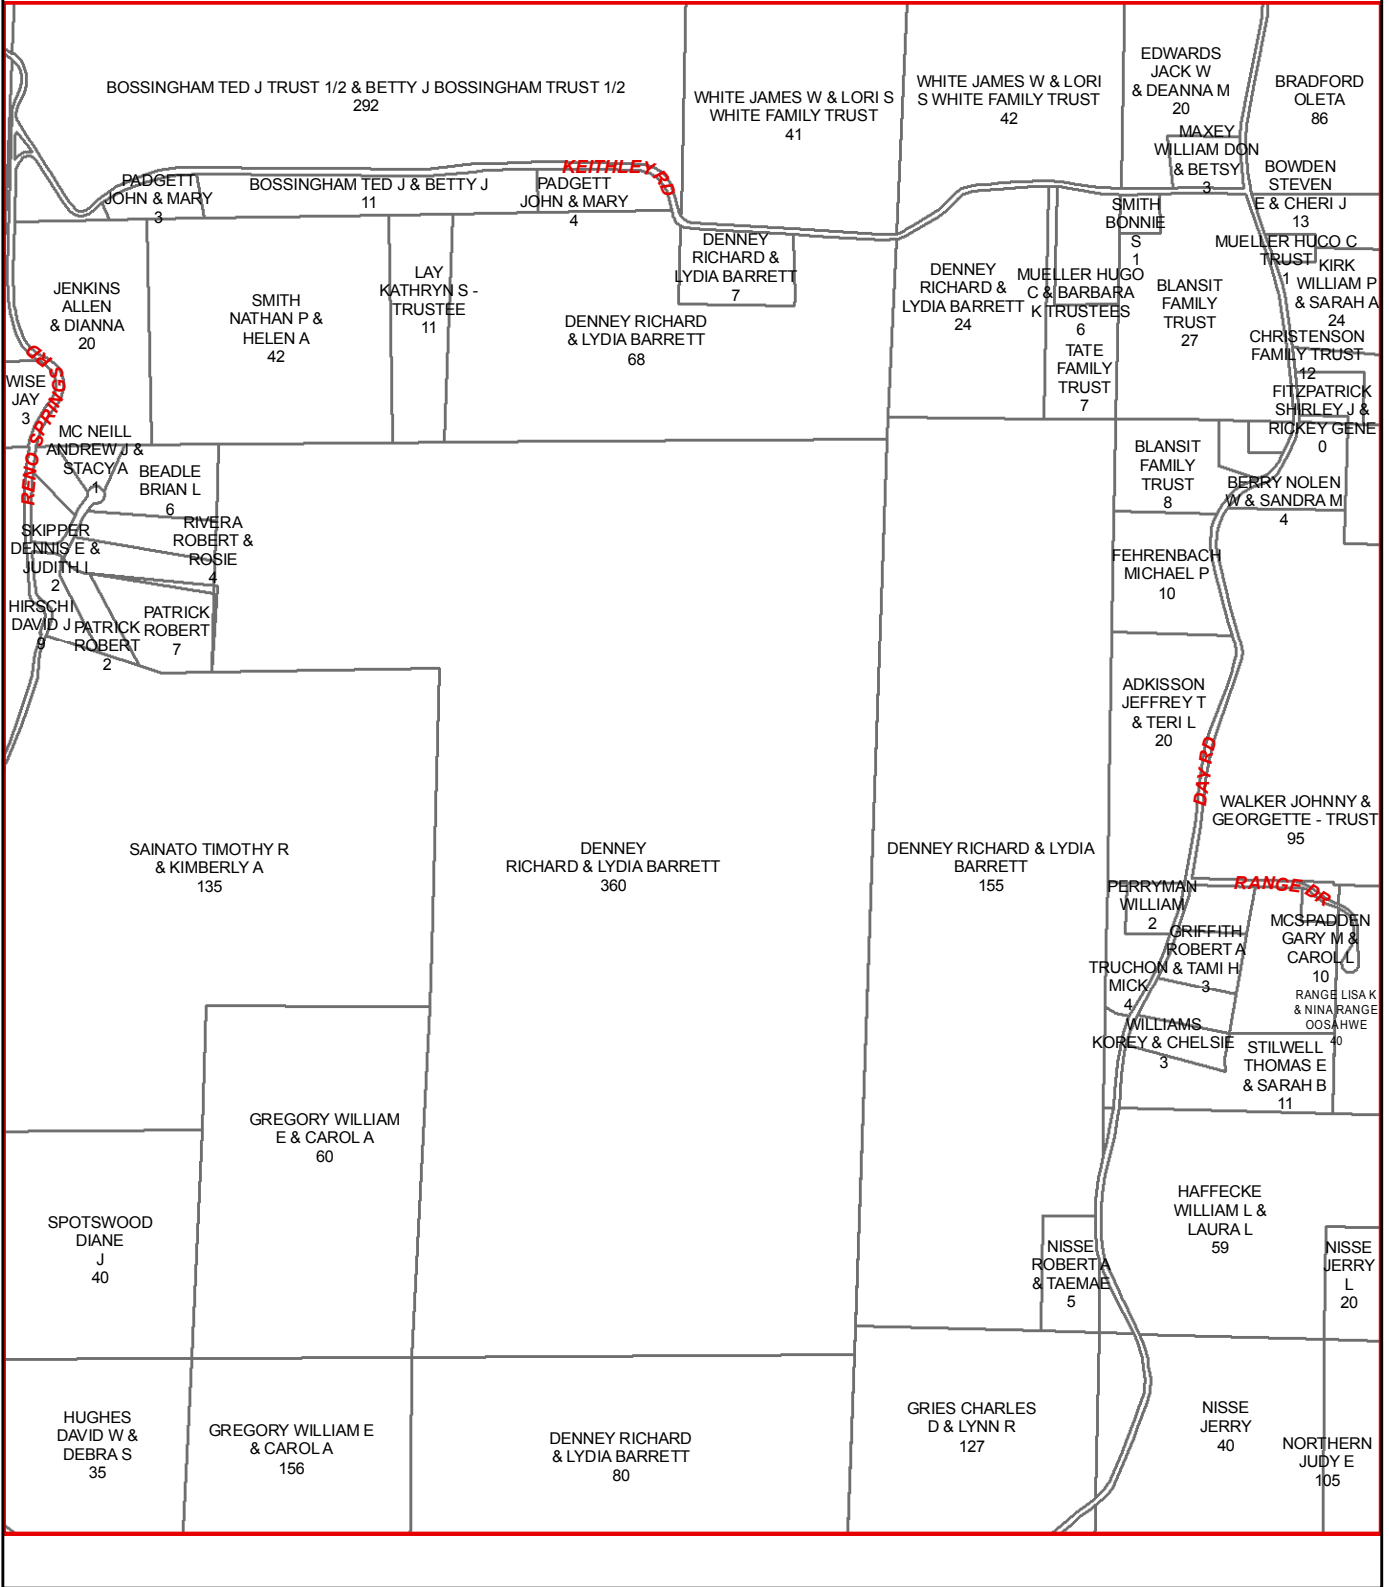 BOSSINGHAM TED J TRUST 1/2 & BETTY J BOSSINGHAM TRUST 1/2
292
WHITE JAMES W & LORI S
WHITE FAMILY TRUST
41
WHITE JAMES W & LORI
S WHITE FAMILY TRUST
42
EDWARDS
JACK W
& DEANNA M
20
BRADFORD
OLETA
86
MAXEY
WILLIAM DON
& BETSY
3
BOWDEN
STEVEN
E & CHERI J
13
KEITHLEY RD
PADGETT
JOHN & MARY
3
BOSSINGHAM TED J & BETTY J
11
PADGETT
JOHN & MARY
4
SMITH
BONNIE
S
1
MUELLER HUCO C
TRUST
1
KIRK
WILLIAM P
& SARAH A
24
DENNEY
RICHARD &
LYDIA BARRETT
7
DENNEY
RICHARD &
LYDIA BARRETT
24
MUELLER HUGO
C & BARBARA
K TRUSTEES
6
BLANSIT
FAMILY
TRUST
27
JENKINS
ALLEN
& DIANNA
20
SMITH
NATHAN P &
HELEN A
42
LAY
KATHRYN S -
TRUSTEE
11
DENNEY RICHARD
& LYDIA BARRETT
68
TATE
FAMILY
TRUST
7
CHRISTENSON
FAMILY TRUST
12
FITZPATRICK
SHIRLEY J &
RICKEY GENE
0
RENO SPRINGS RD
WISE
JAY
3
MC NEILL
ANDREW J &
STACY A
1
BEADLE
BRIAN L
6
RIVERA
ROBERT &
ROSIE
4
SKIPPER
DENNIS E &
JUDITH I
2
HIRSCHI
DAVID J
9
PATRICK
ROBERT
2
PATRICK
ROBERT
7
BLANSIT
FAMILY
TRUST
8
BERRY NOLEN
W & SANDRA M
4
FEHRENBACH
MICHAEL P
10
ADKISSON
JEFFREY T
& TERI L
20
DAY RD
WALKER JOHNNY &
GEORGETTE - TRUST
95
SAINATO TIMOTHY R
& KIMBERLY A
135
DENNEY
RICHARD & LYDIA BARRETT
360
DENNEY RICHARD & LYDIA
BARRETT
155
RANGE DR
PERRYMAN
WILLIAM
2
GRIFFITH
ROBERT A
& TAMI H
3
MCSPADDEN
GARY M &
CAROL L
10
TRUCHON
MICK
4
RANGE LISA K
& NINA RANGE
OOSAHWE
40
WILLIAMS
KOREY & CHELSIE
3
STILWELL
THOMAS E
& SARAH B
11
GREGORY WILLIAM
E & CAROL A
60
SPOTSWOOD
DIANE
J
40
HAFFECKE
WILLIAM L &
LAURA L
59
NISSE
ROBERT A
& TAEMAE
5
NISSE
JERRY
L
20
HUGHES
DAVID W &
DEBRA S
35
GREGORY WILLIAM E
& CAROL A
156
DENNEY RICHARD
& LYDIA BARRETT
80
GRIES CHARLES
D & LYNN R
127
NISSE
JERRY
40
NORTHERN
JUDY E
105